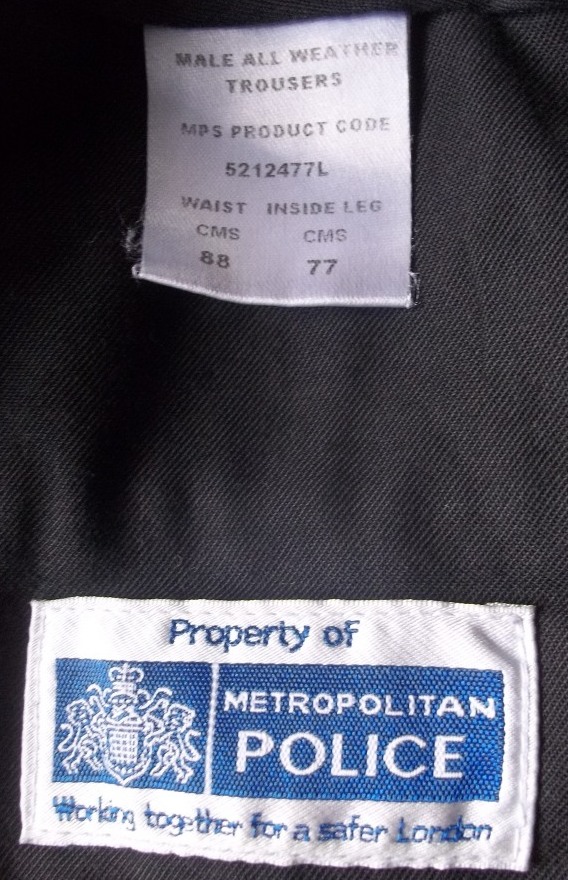 MALE ALL WEATHER
TROUSERS
MPS PRODUCT CODE
5212477L
WAIST INSIDE LEG
CMS CMS
88 77
Property of
METROPOLITAN
POLICE
Working together for a safer London